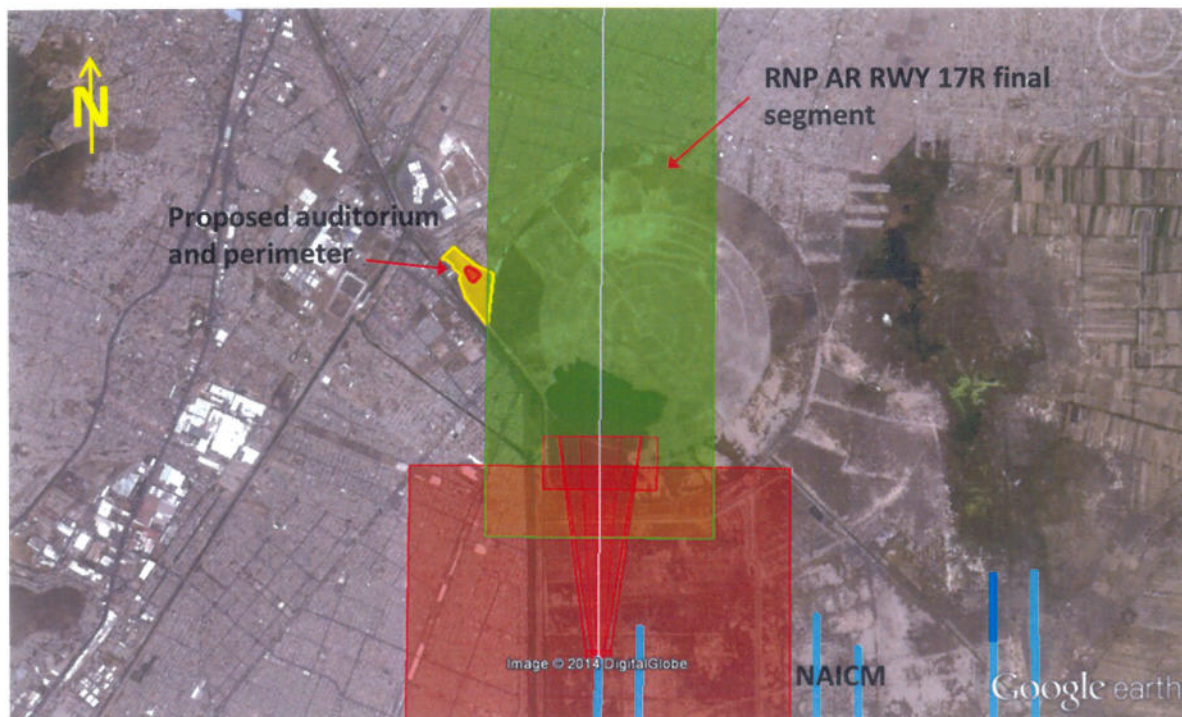 N
RNP AR RWY 17R final
segment
Proposed auditorium
and perimeter
Image © 2014 DigitalGlobe
NAICM
Google earth